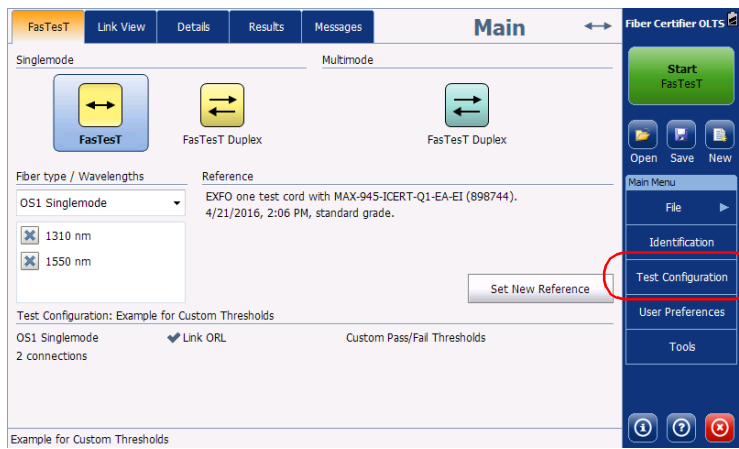 FasTesT Link View Details Results Messages Main Fiber Certifier OLTS
Singlemode Multimode
FasTesT FasTesT Duplex FasTesT Duplex
Start
FasTesT
Open Save New
Fiber type / Wavelengths Reference
OS1 Singlemode
EXFO one test cord with MAX-945-ICERT-Q1-EA-EI (898744).
4/21/2016, 2:06 PM, standard grade.
1310 nm
1550 nm
Set New Reference
Test Configuration: Example for Custom Thresholds
OS1 Singlemode Link ORL Custom Pass/Fail Thresholds
2 connections
Example for Custom Thresholds
Main Menu
File
Identification
Test Configuration
User Preferences
Tools